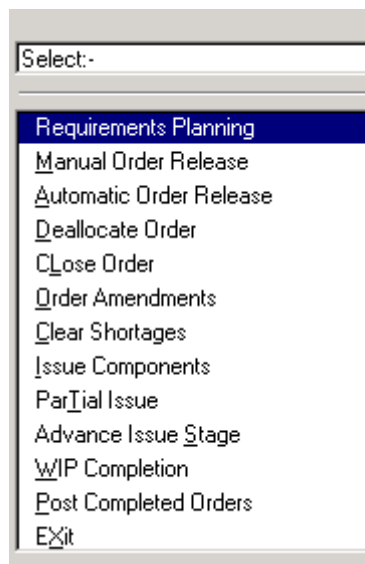 Select:-
Requirements Planning
Manual Order Release
Automatic Order Release
Deallocate Order
CLose Order
Order Amendments
Clear Shortages
Issue Components
ParTial Issue
Advance Issue Stage
WIP Completion
Post Completed Orders
EXit